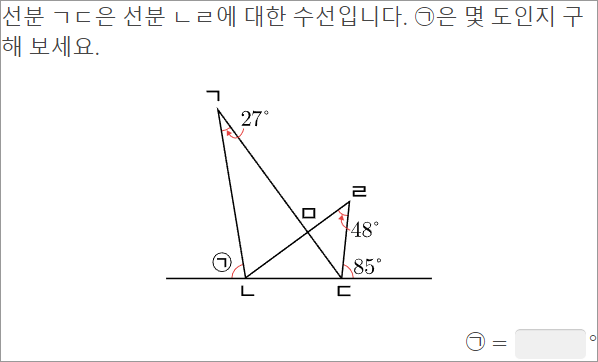 선분 ㄱㄷ은 선분 ㄴㄹ에 대한 수선입니다. ㉠은 몇 도인지 구
해 보세요.
ㄱ
27°
ㄹ
ㅁ
48°
㉠
85°
ㄴ
ㄷ
㉠ = °